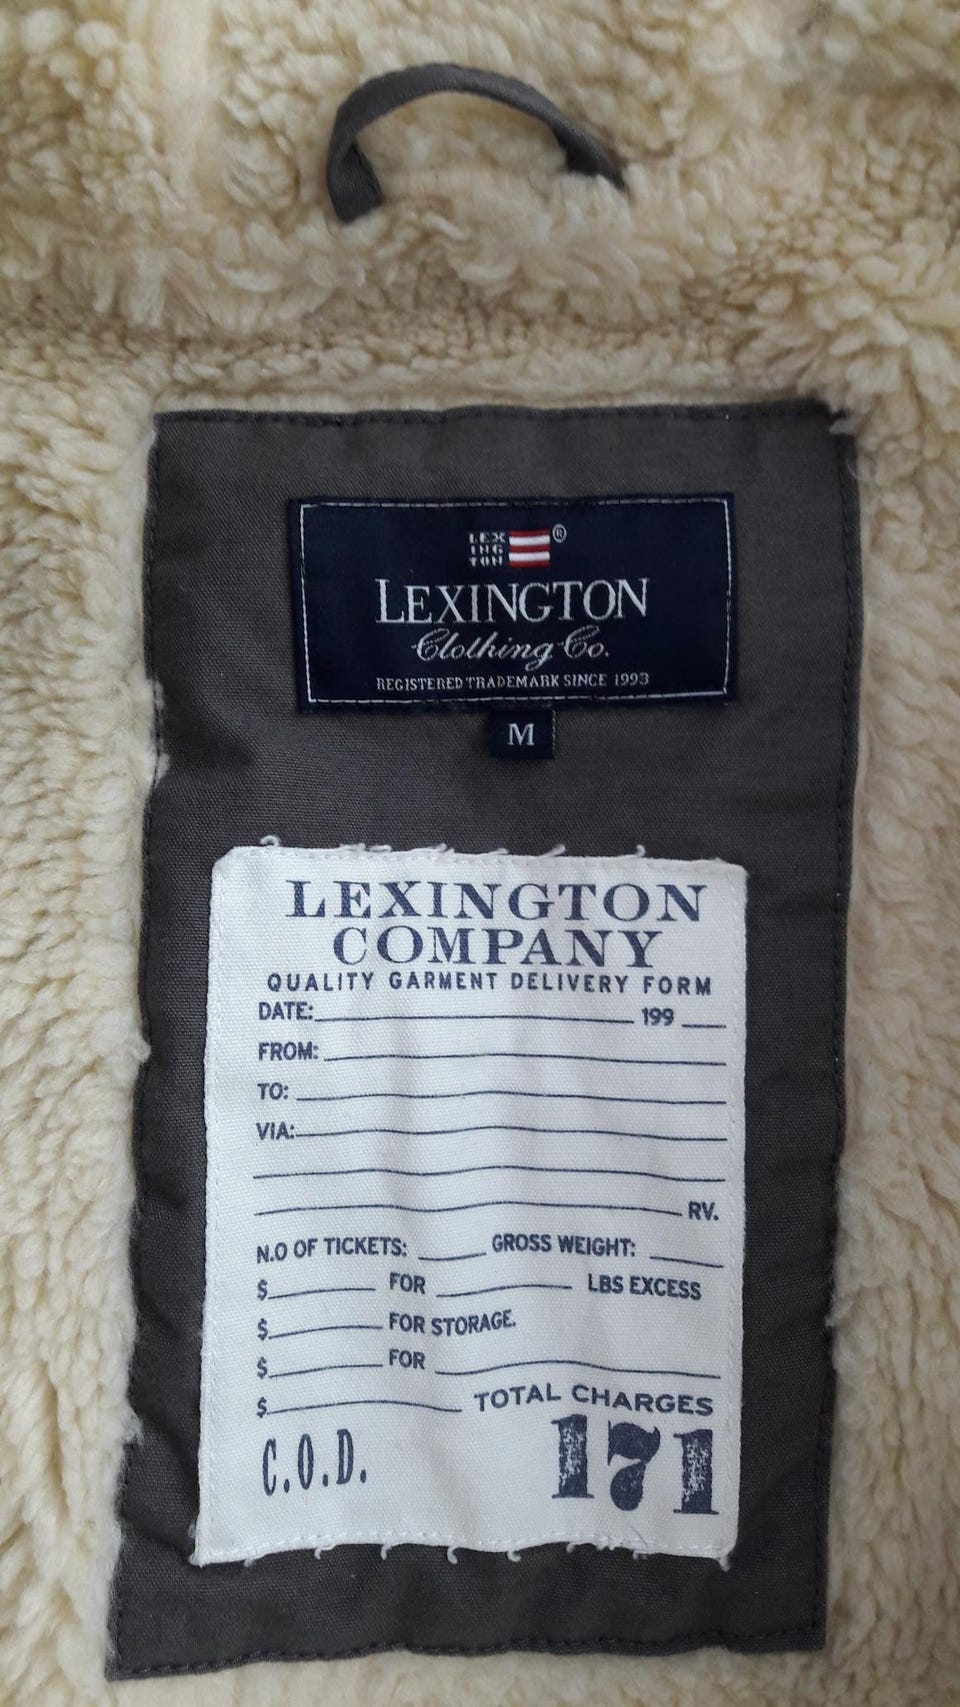 LEX
ING
TON
®
LEXINGTON
Clothing Co.
REGISTERED TRADEMARK SINCE 1993
M
LEXINGTON
COMPANY
QUALITY GARMENT DELIVERY FORM
DATE: 199
FROM:
TO:
VIA:
RV.
N.O OF TICKETS: GROSS WEIGHT:
$ FOR LBS EXCESS
$ FOR STORAGE.
$ FOR
$ TOTAL CHARGES
C.O.D. 171